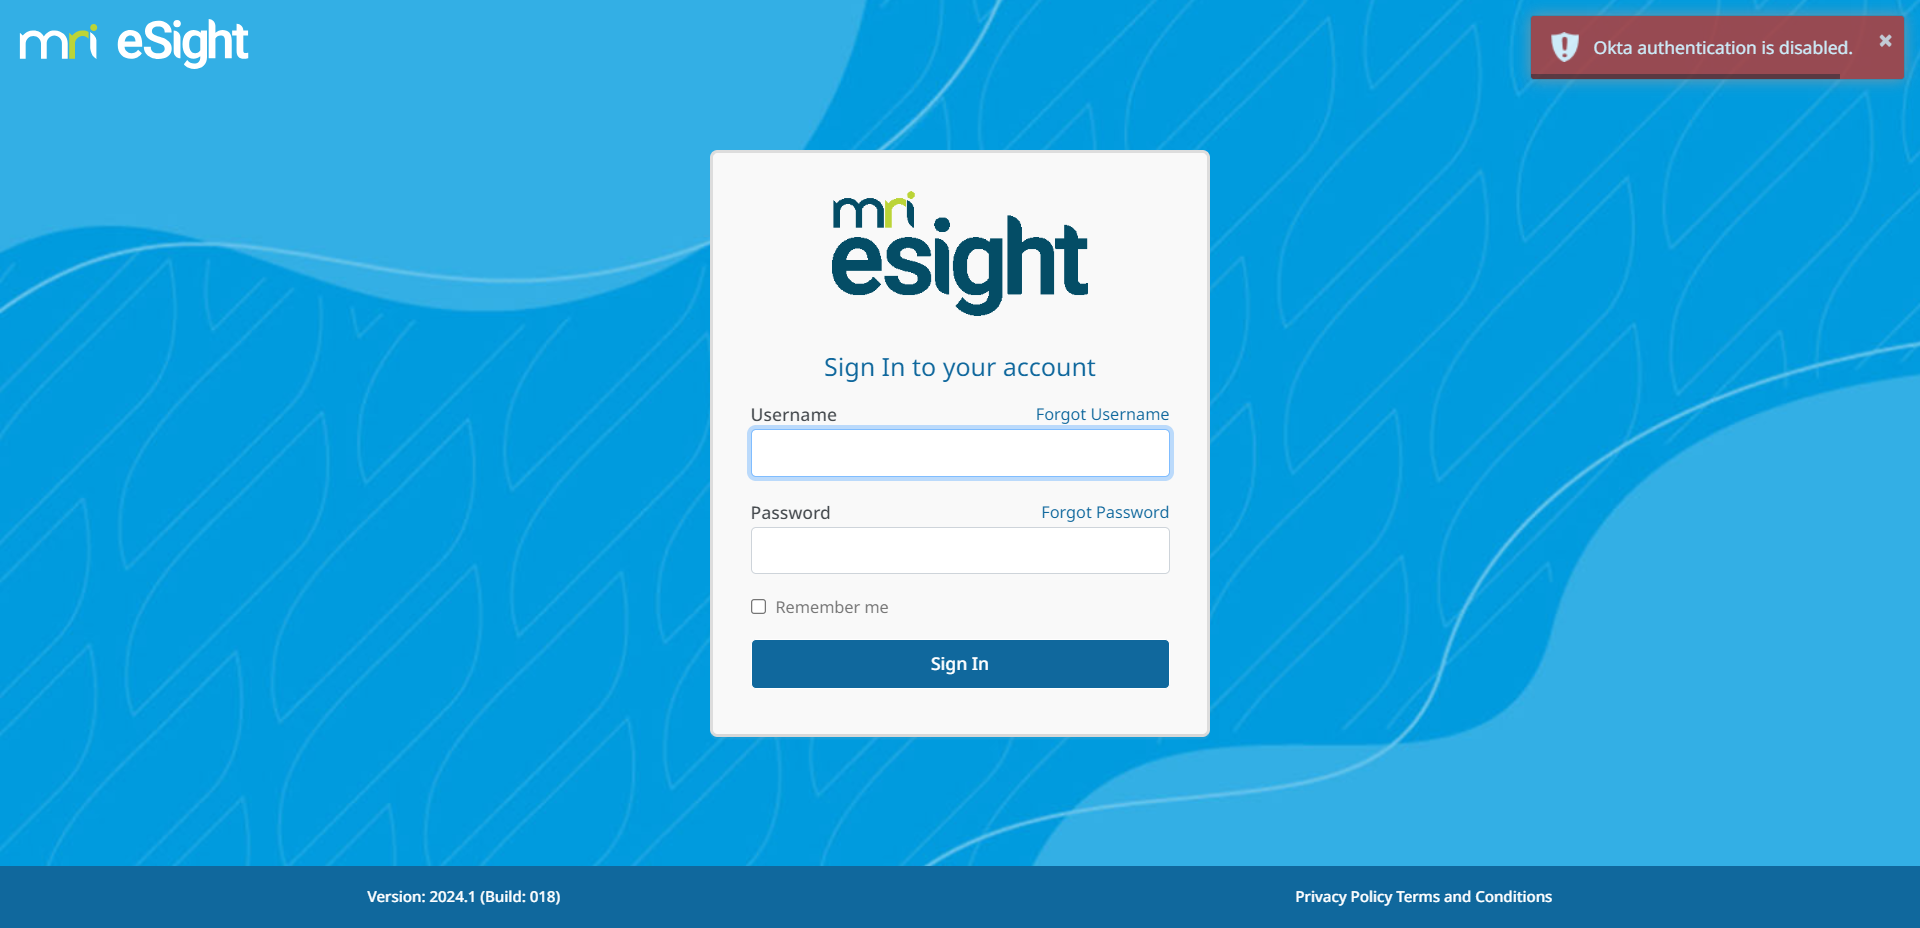 mri eSight
Okta authentication is disabled.
mri
esight
Sign In to your account
Username
Forgot Username
Password
Forgot Password
Remember me
Sign In
Version: 2024.1 (Build: 018)
Privacy Policy Terms and Conditions